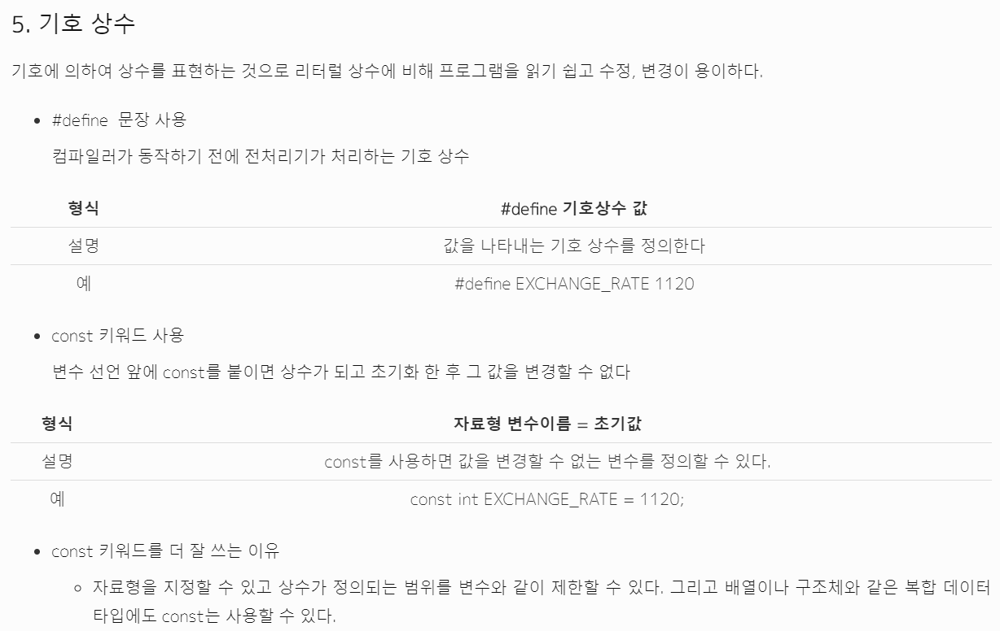 5. 기호 상수
기호에 의하여 상수를 표현하는 것으로 리터럴 상수에 비해 프로그램을 읽기 쉽고 수정, 변경이 용이하다.
• #define 문장 사용
컴파일러가 동작하기 전에 전처리기가 처리하는 기호 상수
형식 #define 기호상수 값
설명 값을 나타내는 기호 상수를 정의한다
예 #define EXCHANGE_RATE 1120
• const 키워드 사용
변수 선언 앞에 const를 붙이면 상수가 되고 초기화 한 후 그 값을 변경할 수 없다
형식 자료형 변수이름 = 초기값
설명 const를 사용하면 값을 변경할 수 없는 변수를 정의할 수 있다.
예 const int EXCHANGE_RATE = 1120;
• const 키워드를 더 잘 쓰는 이유
◦ 자료형을 지정할 수 있고 상수가 정의되는 범위를 변수와 같이 제한할 수 있다. 그리고 배열이나 구조체와 같은 복합 데이터
타입에도 const는 사용할 수 있다.